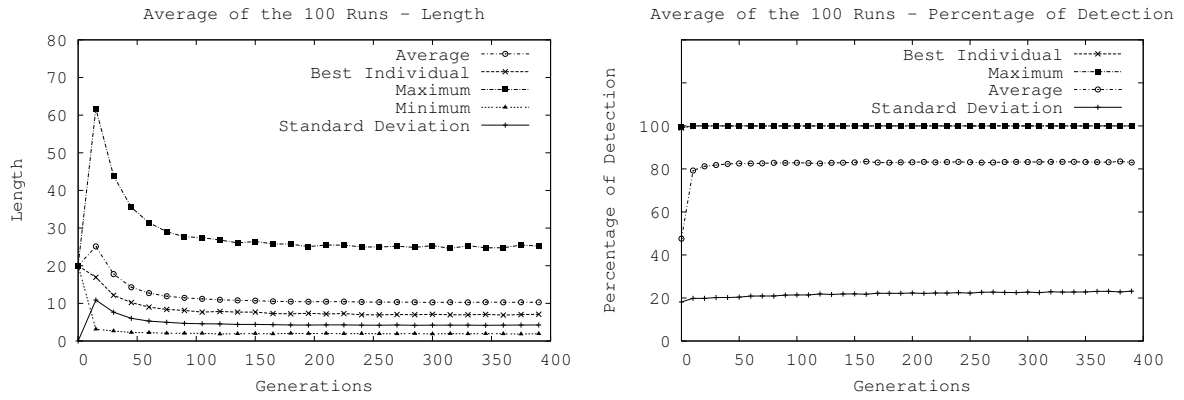 Average of the 100 Runs - Length
80
70
60
50
40
30
20
10
0
0 50 100 150 200 250 300 350 400
Length
Generations
Average
Best Individual
Maximum
Minimum
Standard Deviation
Average of the 100 Runs - Percentage of Detection
100
80
60
40
20
0
0 50 100 150 200 250 300 350 400
Percentage of Detection
Generations
Best Individual
Maximum
Average
Standard Deviation